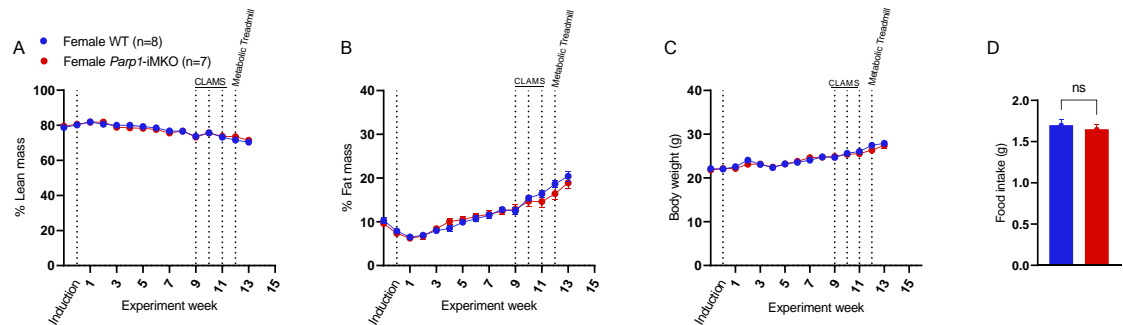 A
Female WT (n=8)
Female Parp1-iMKO (n=7)
CLAMS
Metabolic Treadmill
% Lean mass
100
80
60
40
20
0
Induction
1
3
5
7
9
11
13
15
Experiment week
B
CLAMS
Metabolic Treadmill
% Fat mass
40
30
20
10
0
Induction
1
3
5
7
9
11
13
15
Experiment week
C
CLAMS
Metabolic Treadmill
Body weight (g)
40
30
20
10
0
Induction
1
3
5
7
9
11
13
15
Experiment week
D
ns
Food intake (g)
2.0
1.5
1.0
0.5
0.0